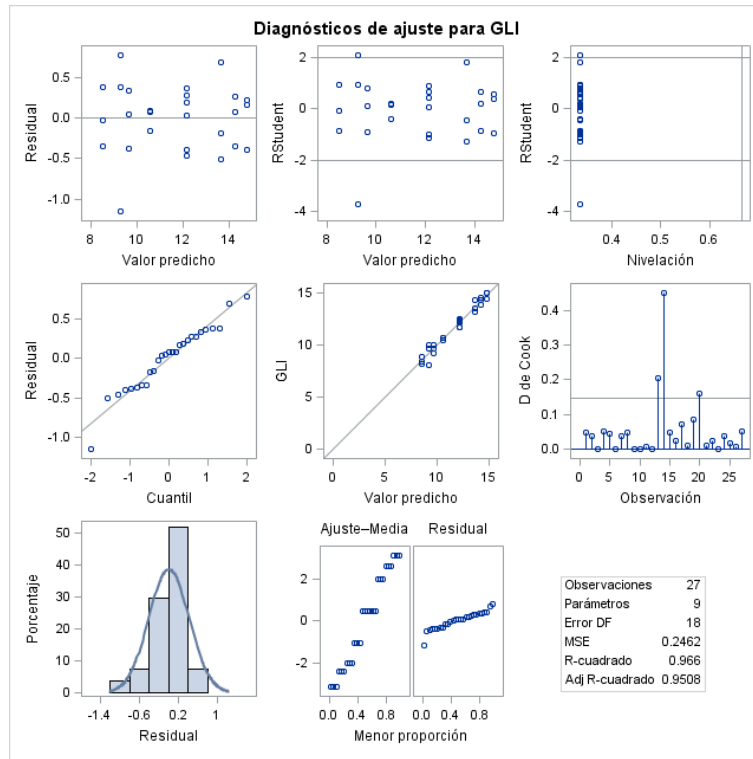 Diagnósticos de ajuste para GLI
Residual
0.5
0.0
-0.5
-1.0
8 10 12 14
Valor predicho
RStudent
2
0
-2
-4
8 10 12 14
Valor predicho
RStudent
2
0
-2
-4
0.4 0.5 0.6
Nivelación
Residual
0.5
0.0
-0.5
-1.0
-2 -1 0 1 2
Cuantil
GLI
15
10
5
0
0 5 10 15
Valor predicho
D de Cook
0.4
0.3
0.2
0.1
0.0
0 5 10 15 20 25
Observación
Porcentaje
50
40
30
20
10
0
-1.4 -0.6 0.2 1
Residual
Ajuste–Media Residual
2
0
-2
0.0 0.4 0.8 0.0 0.4 0.8
Menor proporción
Observaciones 27
Parámetros 9
Error DF 18
MSE 0.2462
R-cuadrado 0.966
Adj R-cuadrado 0.9508